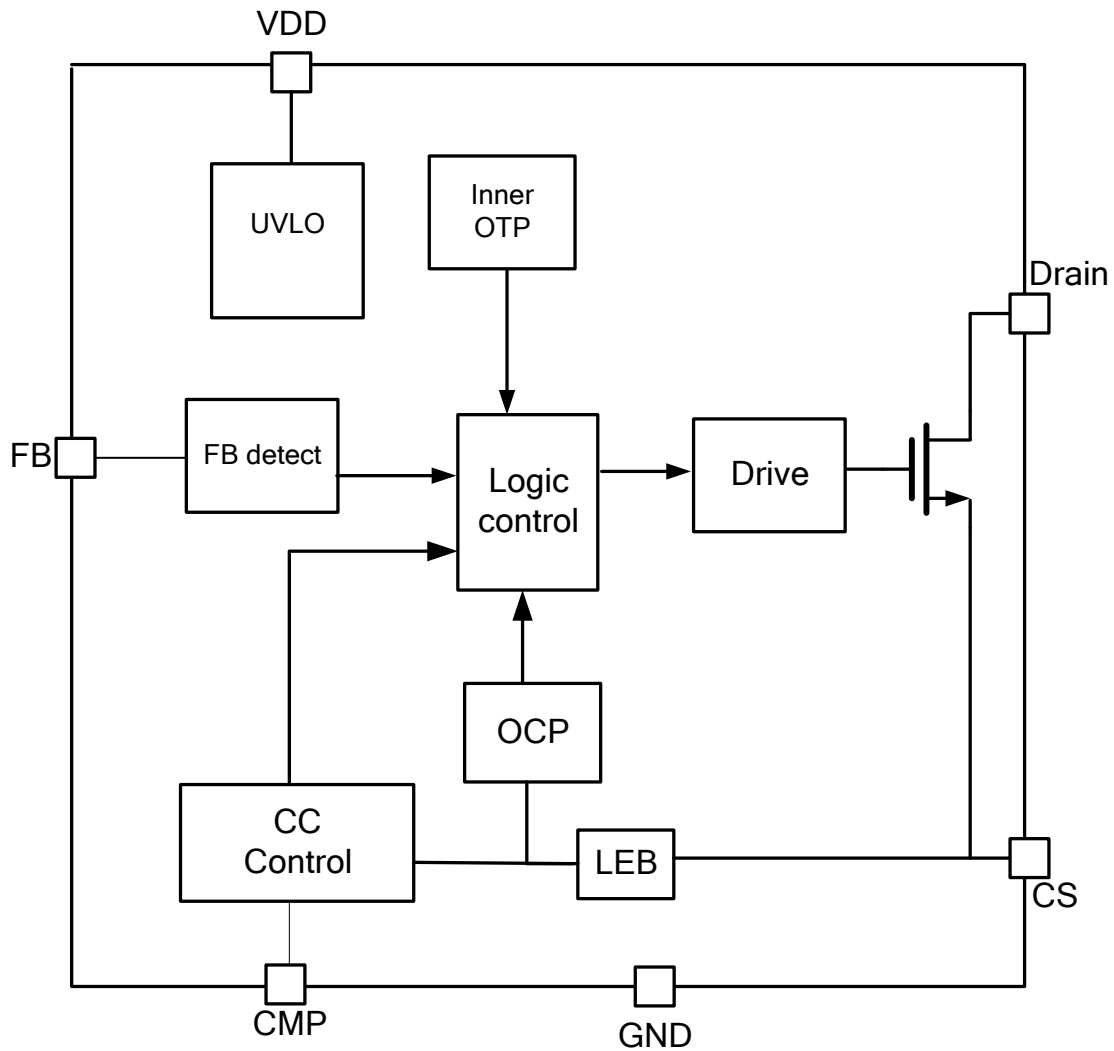 VDD
UVLO
Inner
OTP
Drain
FB
FB detect
Logic
control
Drive
OCP
CC
Control
LEB
CS
CMP
GND